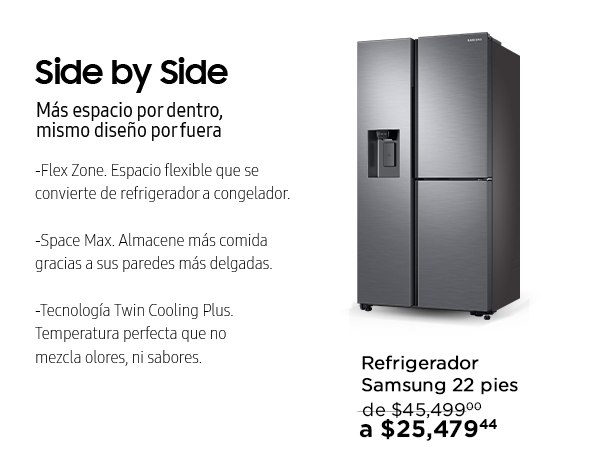 Side by Side
Más espacio por dentro,
mismo diseño por fuera
-Flex Zone. Espacio flexible que se
convierte de refrigerador a congelador.
-Space Max. Almacene más comida
gracias a sus paredes más delgadas.
-Tecnología Twin Cooling Plus.
Temperatura perfecta que no
mezcla olores, ni sabores.
SAMSUNG
Refrigerador
Samsung 22 pies
de $45,499⁰⁰
a $25,479⁴⁴